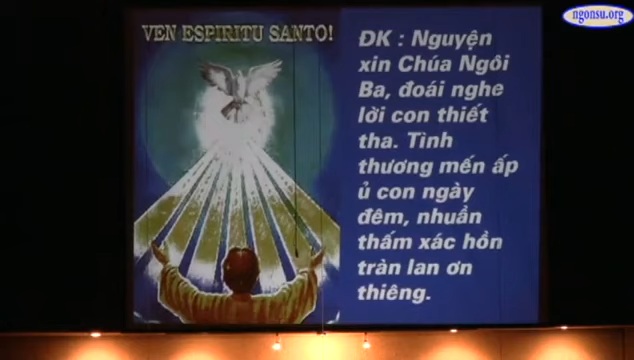 ngonsu.org
VEN ESPIRITU SANTO!
ĐK : Nguyện
xin Chúa Ngôi
Ba, đoái nghe
lời con thiết
tha. Tình
thương mến ấp
ủ con ngày
đêm, nhuần
thấm xác hồn
tràn lan ơn
thiêng.